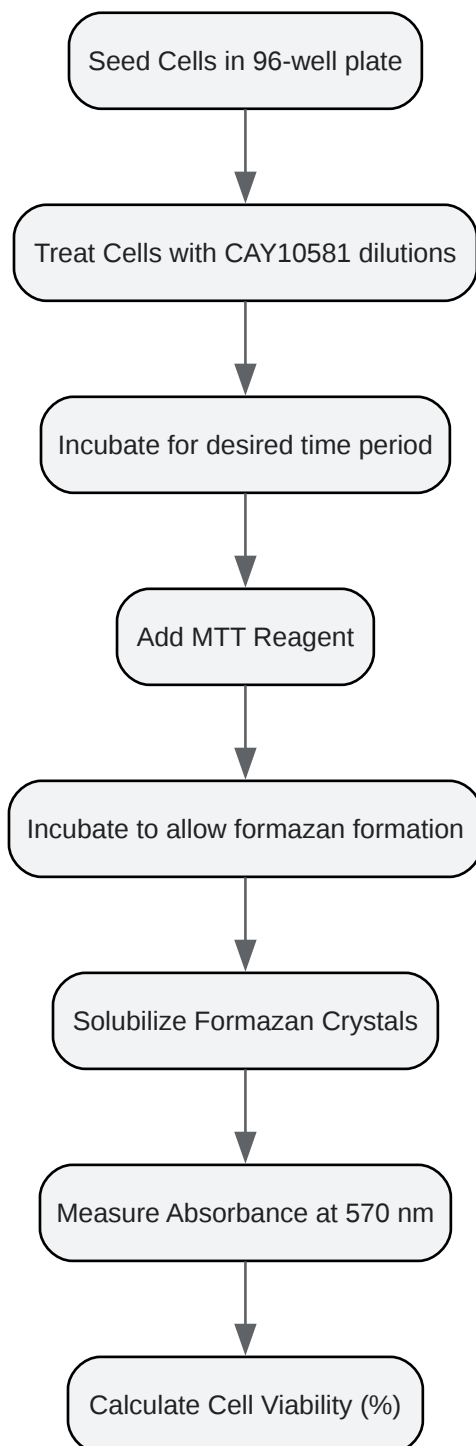 Seed Cells in 96-well plate
Treat Cells with CAY10581 dilutions
Incubate for desired time period
Add MTT Reagent
Incubate to allow formazan formation
Solubilize Formazan Crystals
Measure Absorbance at 570 nm
Calculate Cell Viability (%)